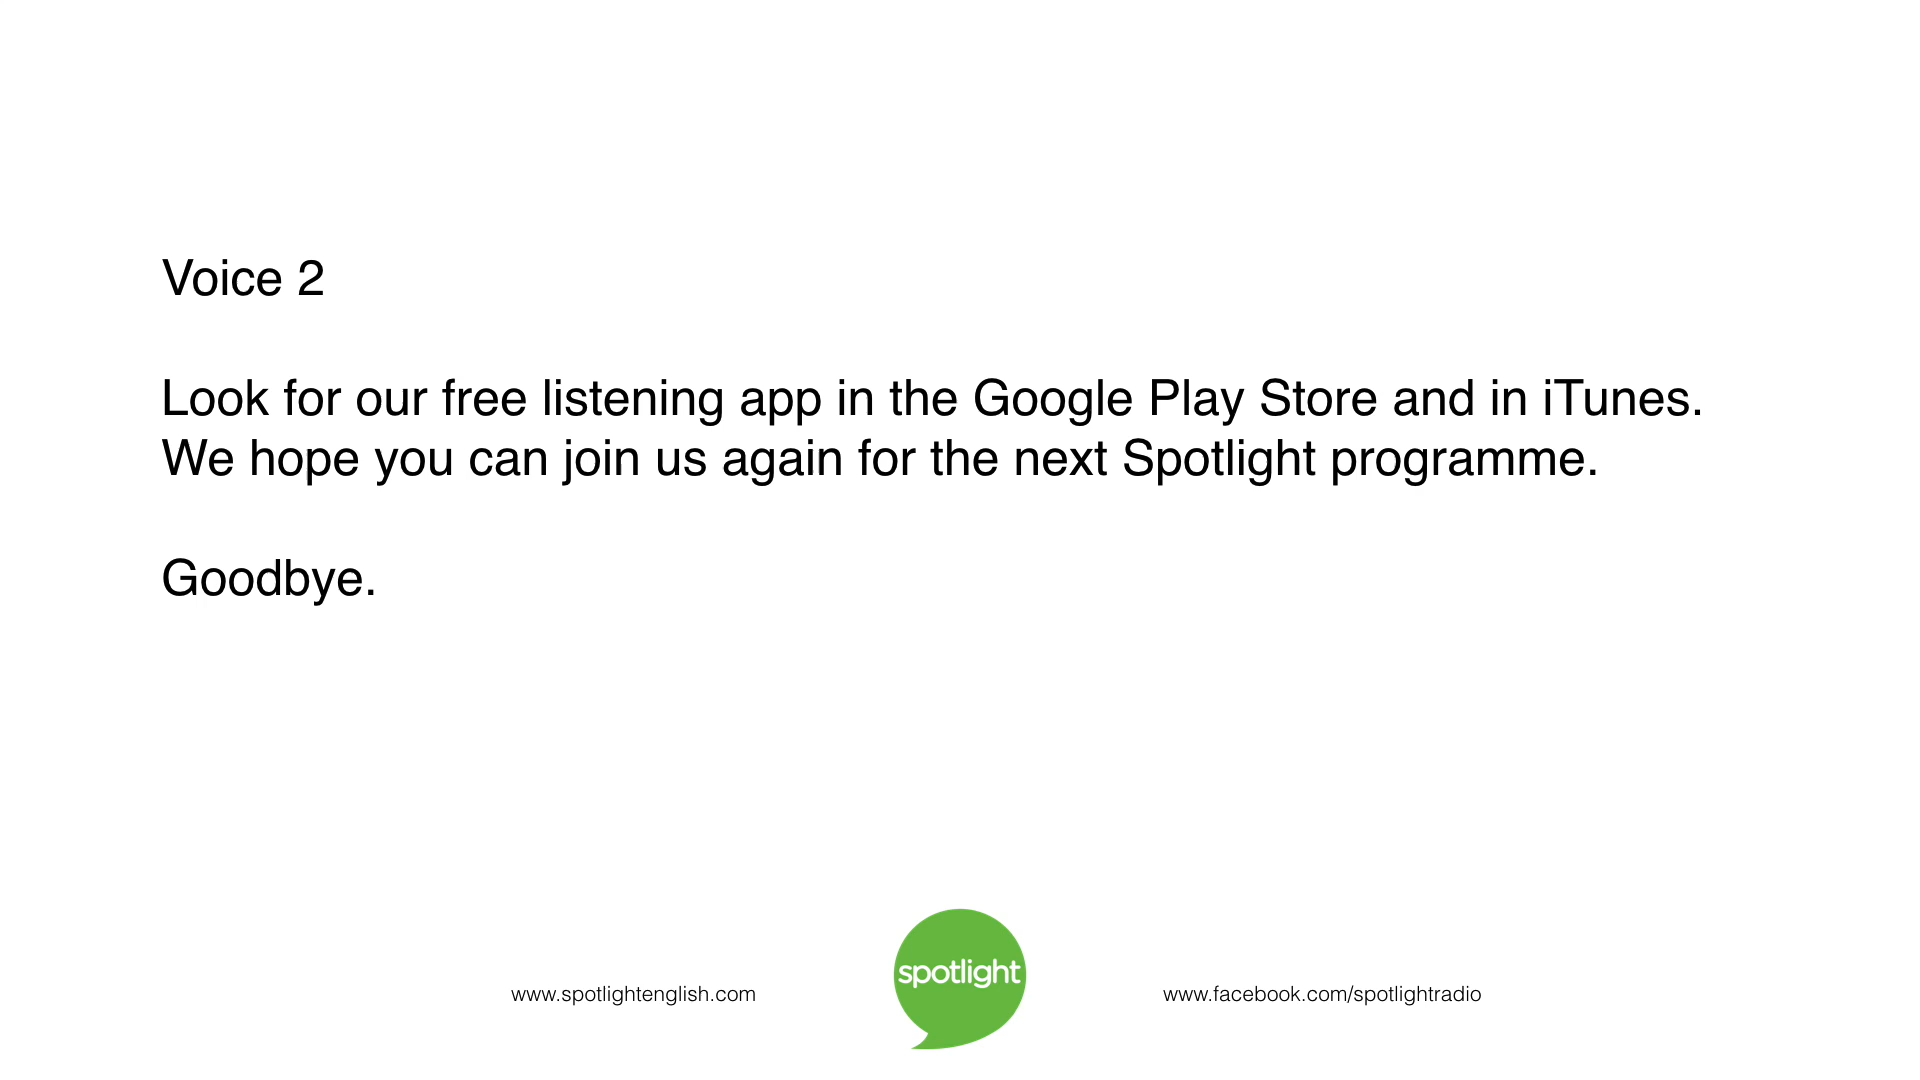 Voice 2
Look for our free listening app in the Google Play Store and in iTunes.
We hope you can join us again for the next Spotlight programme.
Goodbye.
www.spotlightenglish.com
spotlight
www.facebook.com/spotlightradio